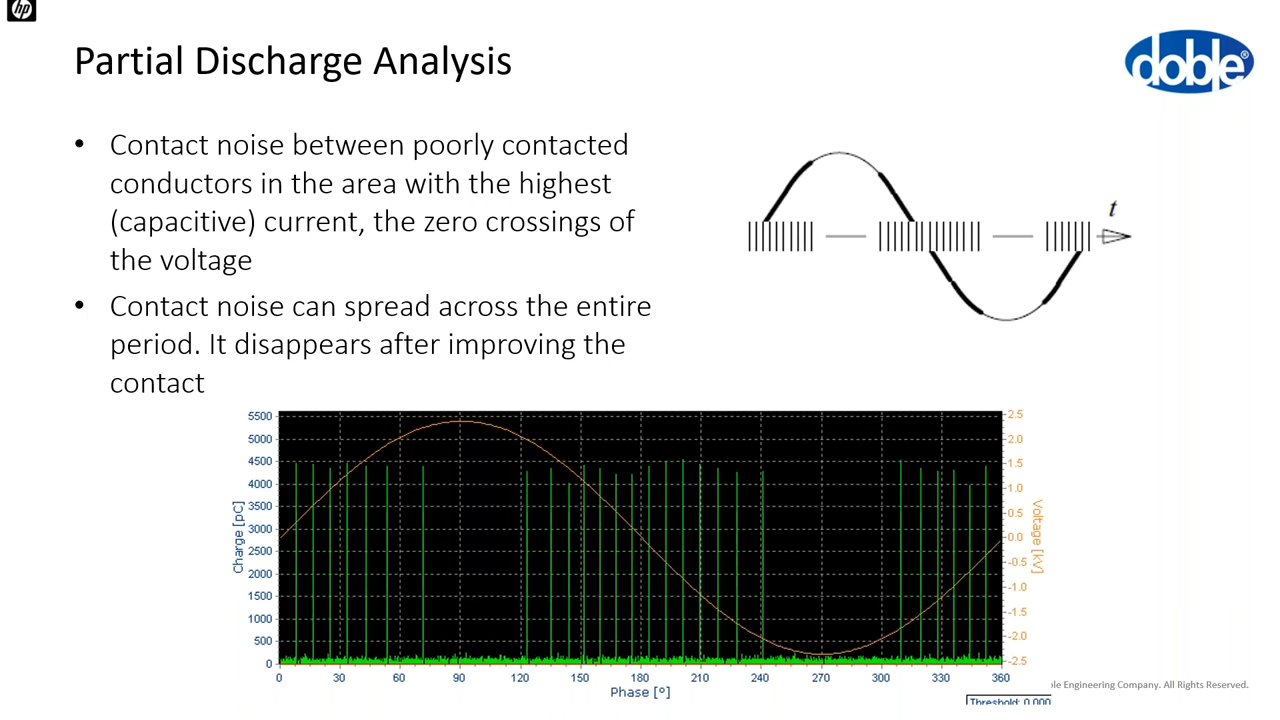 hp
Partial Discharge Analysis
doble®
• Contact noise between poorly contacted
conductors in the area with the highest
(capacitive) current, the zero crossings of
the voltage
• Contact noise can spread across the entire
period. It disappears after improving the
contact
t
5500
5000
4500
4000
3500
3000
2500
2000
1500
1000
500
0
Charge [pC]
2.5
2.0
1.5
1.0
0.5
0.0
-0.5
-1.0
-1.5
-2.0
-2.5
Voltage [kV]
0 30 60 90 120 150 180 210 240 270 300 330 360
Phase [°]
ble Engineering Company. All Rights Reserved.
Threshold: 0.000